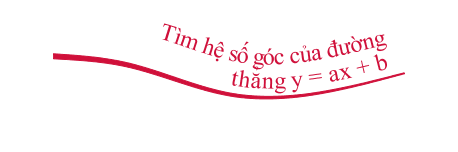 Tìm hệ số góc của đường
thẳng y = ax + b